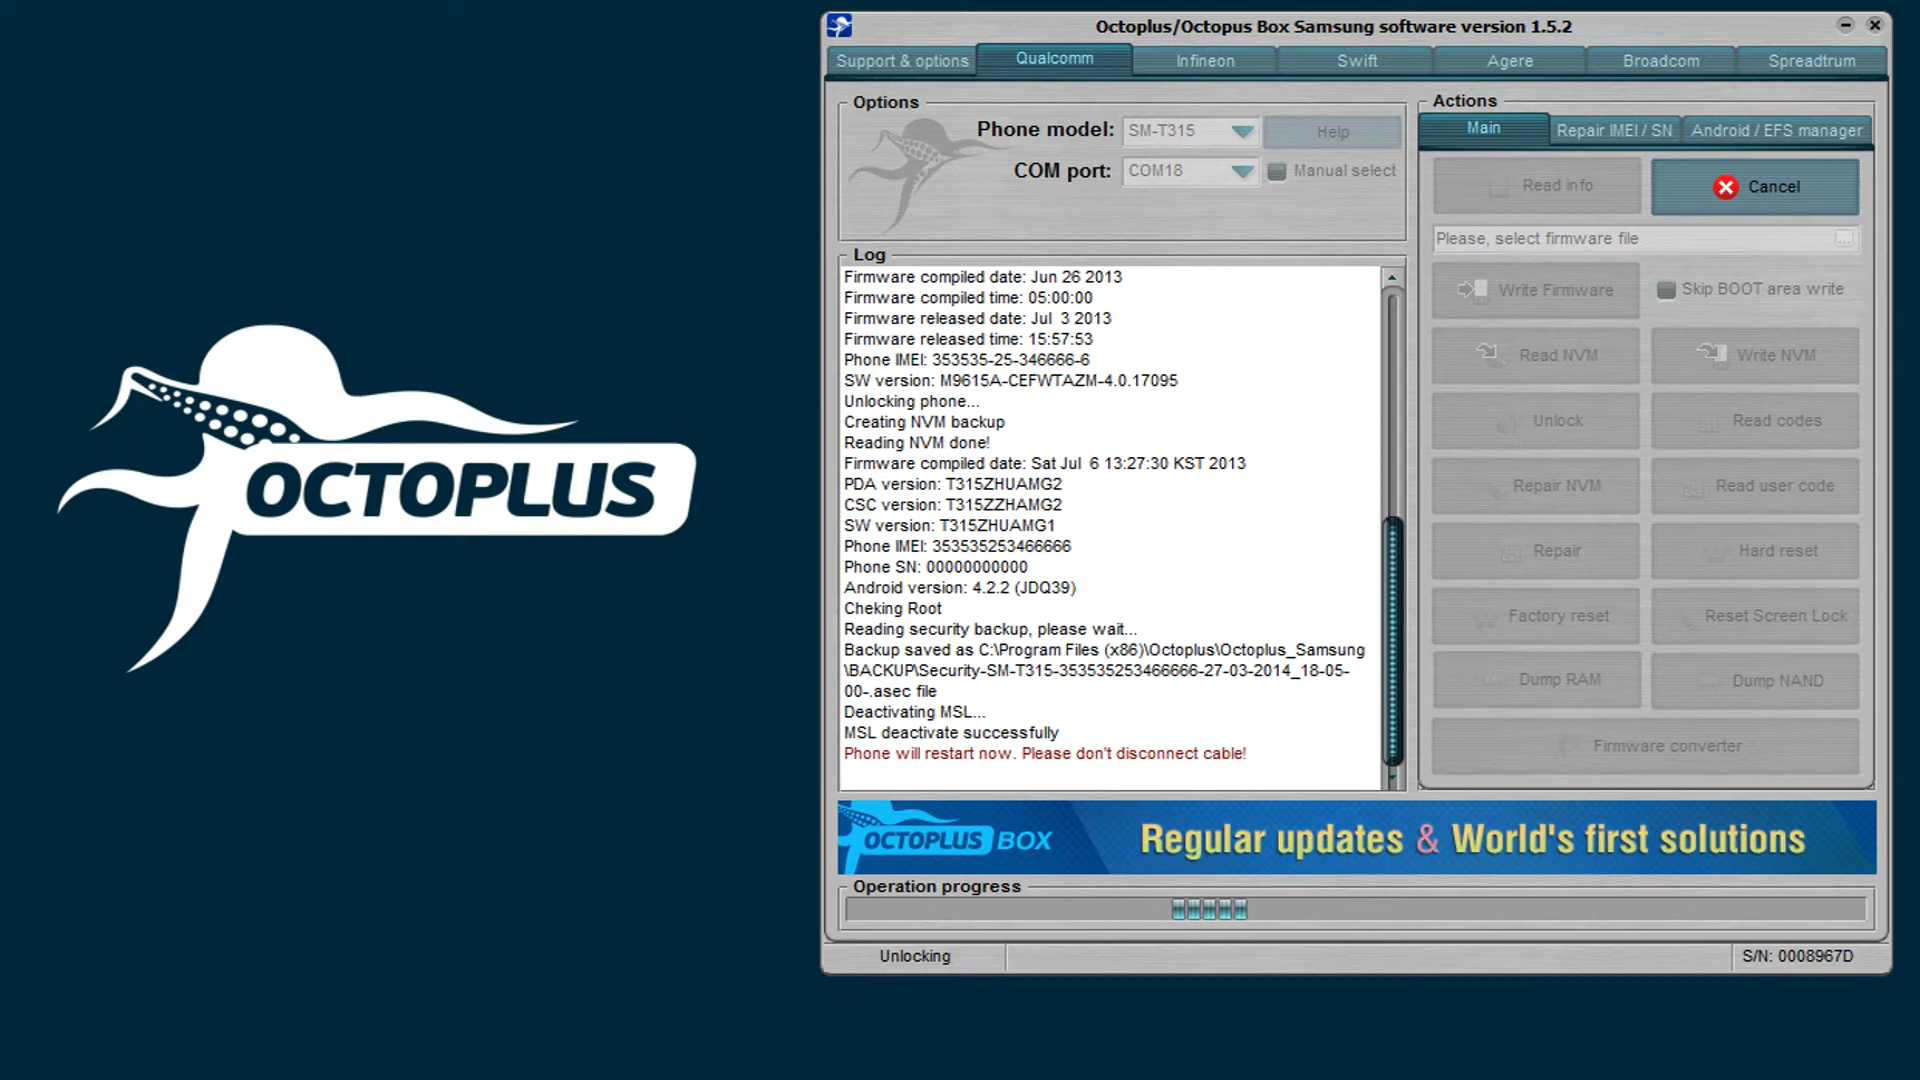 OCTOPLUS
Octoplus/Octopus Box Samsung software version 1.5.2
Support & options
Qualcomm
Infineon
Swift
Agere
Broadcom
Spreadtrum
Options
Phone model:
SM-T315
Help
COM port:
COM18
Manual select
Log
Firmware compiled date: Jun 26 2013
Firmware compiled time: 05:00:00
Firmware released date: Jul  3 2013
Firmware released time: 15:57:53
Phone IMEI: 353535-25-346666-6
SW version: M9615A-CEFWTAZM-4.0.17095
Unlocking phone...
Creating NVM backup
Reading NVM done!
Firmware compiled date: Sat Jul  6 13:27:30 KST 2013
PDA version: T315ZHUAMG2
CSC version: T315ZZHAMG2
SW version: T315ZHUAMG1
Phone IMEI: 353535253466666
Phone SN: 00000000000
Android version: 4.2.2 (JDQ39)
Cheking Root
Reading security backup, please wait...
Backup saved as C:\Program Files (x86)\Octoplus\Octoplus_Samsung
\BACKUP\Security-SM-T315-353535253466666-27-03-2014_18-05-
00-.asec file
Deactivating MSL...
MSL deactivate successfully
Phone will restart now. Please don't disconnect cable!
Actions
Main
Repair IMEI / SN
Android / EFS manager
Read info
Cancel
Please, select firmware file
...
Write Firmware
Skip BOOT area write
Read NVM
Write NVM
Unlock
Read codes
Repair NVM
Read user code
Repair
Hard reset
Factory reset
Reset Screen Lock
Dump RAM
Dump NAND
Firmware converter
OCTOPLUS BOX
Regular updates & World's first solutions
Operation progress
Unlocking
S/N: 0008967D